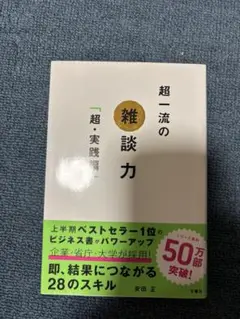 超一流の
雑談力
「超・実践編」
上半期ベストセラー1位の
ビジネス書がパワーアップ
企業・省庁・大学が採用!
50万部
突破!
即、結果につながる
28のスキル